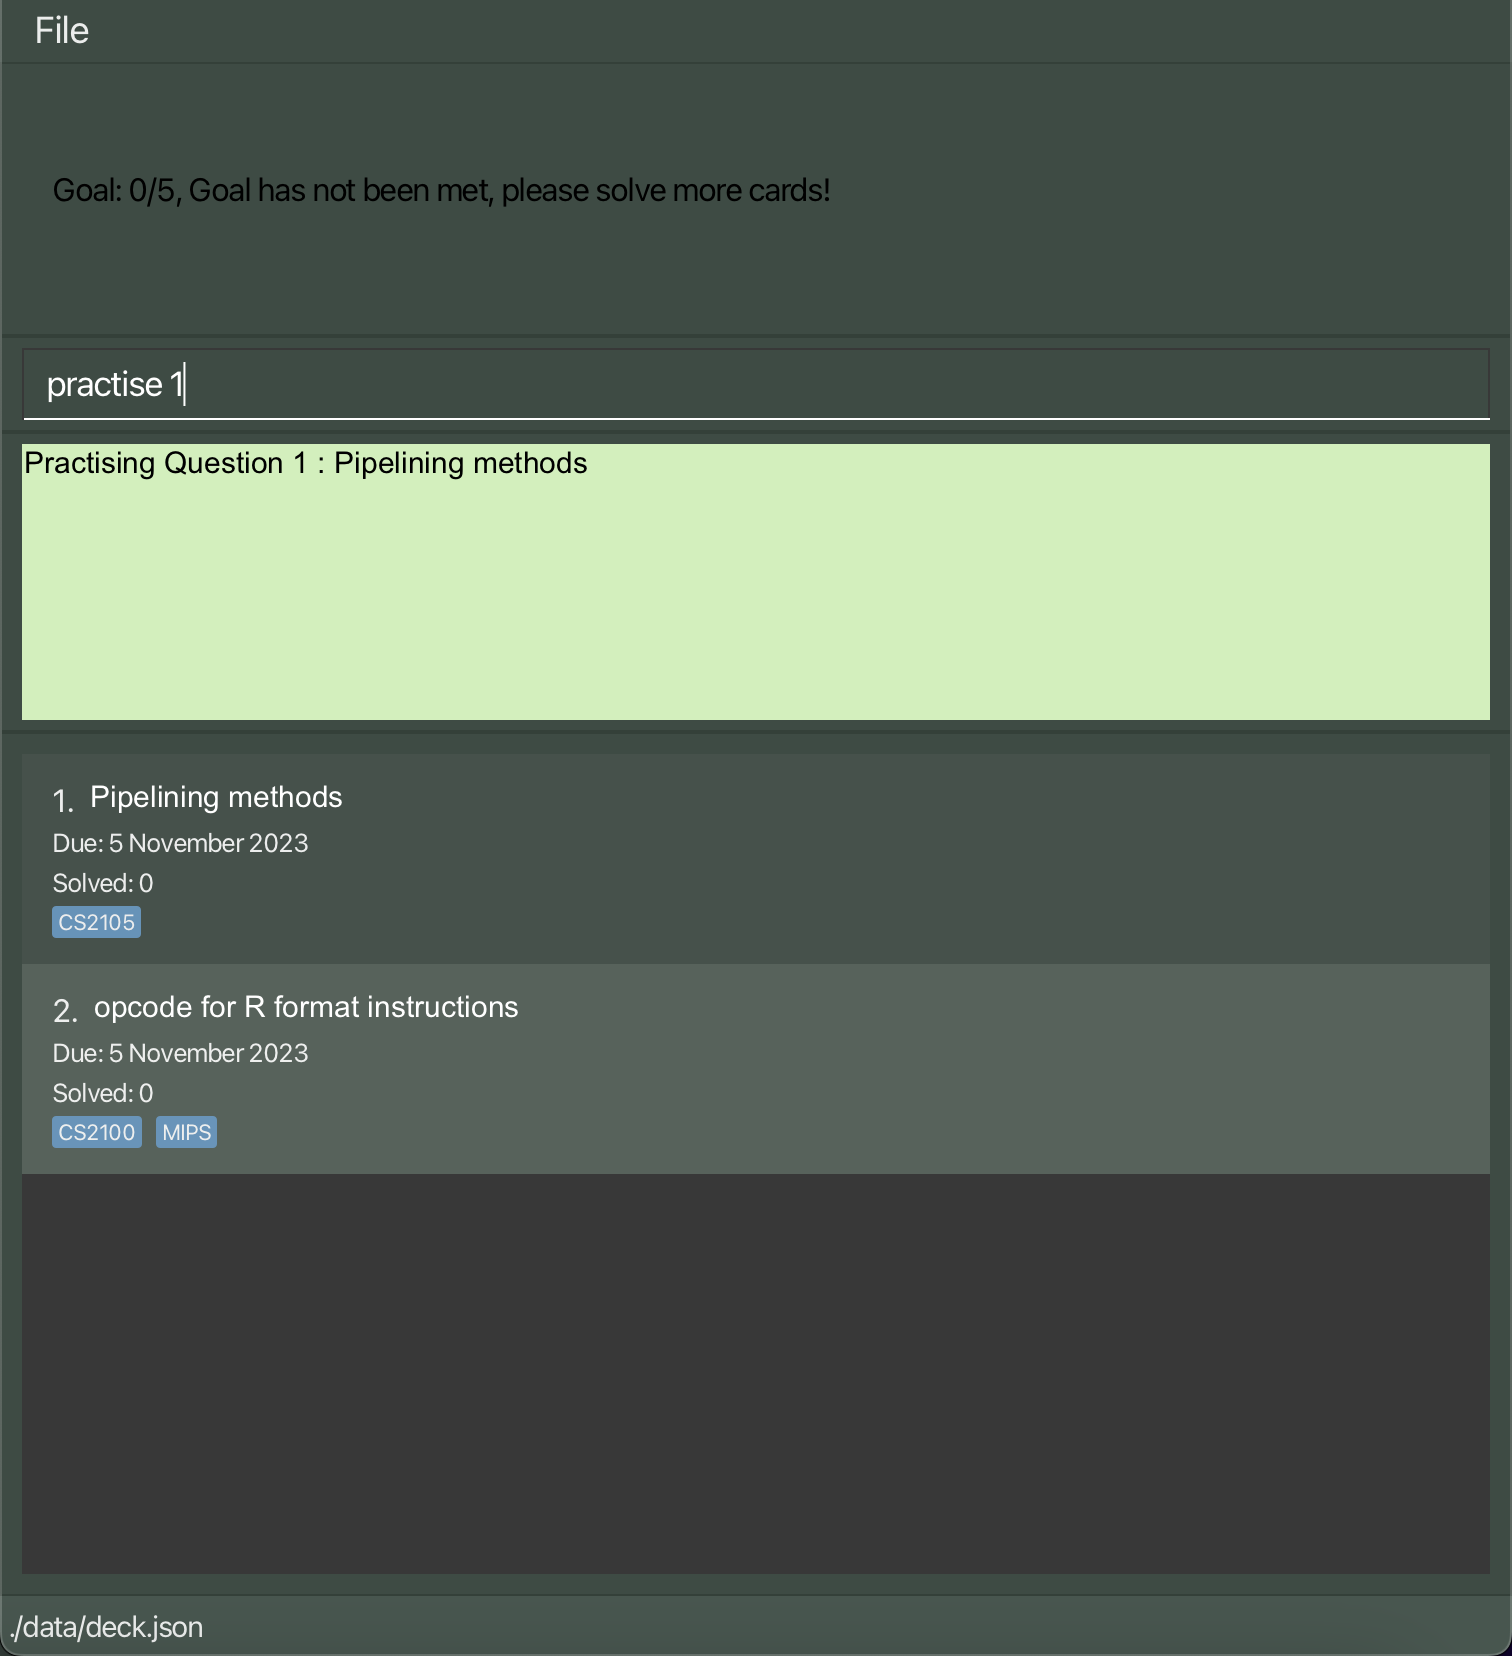 File
Goal: 0/5, Goal has not been met, please solve more cards!
practise 1
Practising Question 1 : Pipelining methods
1. Pipelining methods
Due: 5 November 2023
Solved: 0
CS2105
2. opcode for R format instructions
Due: 5 November 2023
Solved: 0
CS2100 MIPS
./data/deck.json